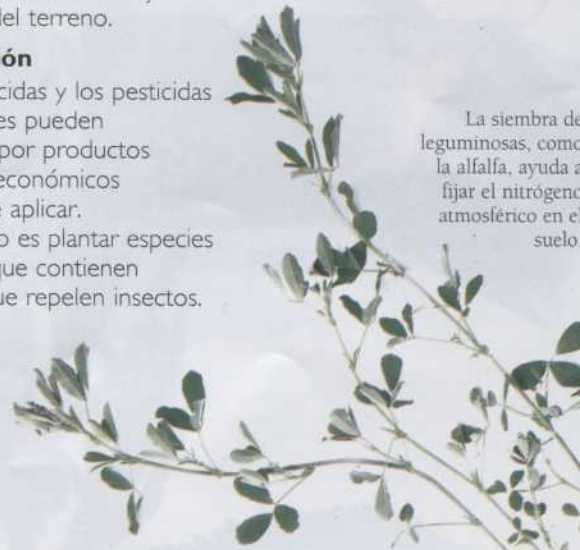 del terreno.
ón
cidas y los pesticidas
es pueden
por productos
económicos
e aplicar.
o es plantar especies
que contienen
ue repelen insectos.
La siembra de
leguminosas, como
la alfalfa, ayuda a
fijar el nitrógeno
atmosférico en el
suelo